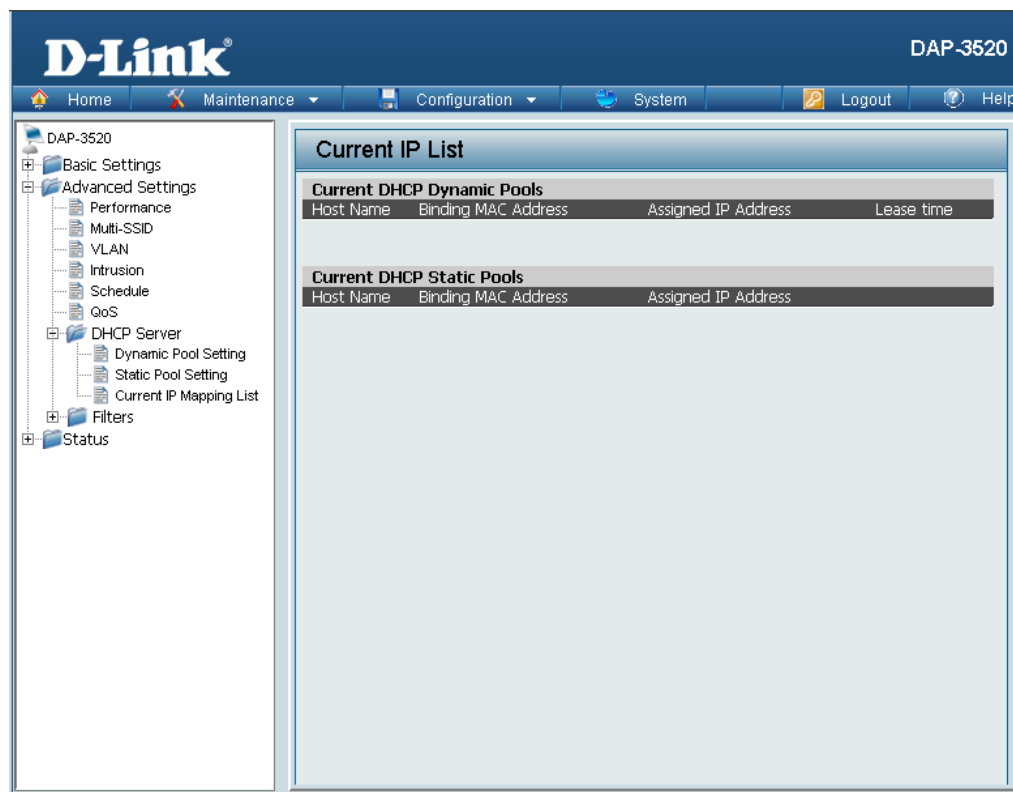 D-Link®
DAP-3520
Home Maintenance Configuration System Logout Help
DAP-3520
Basic Settings
Advanced Settings
Performance
Multi-SSID
VLAN
Intrusion
Schedule
QoS
DHCP Server
Dynamic Pool Setting
Static Pool Setting
Current IP Mapping List
Filters
Status
Current IP List
Current DHCP Dynamic Pools
Host Name Binding MAC Address Assigned IP Address Lease time
Current DHCP Static Pools
Host Name Binding MAC Address Assigned IP Address